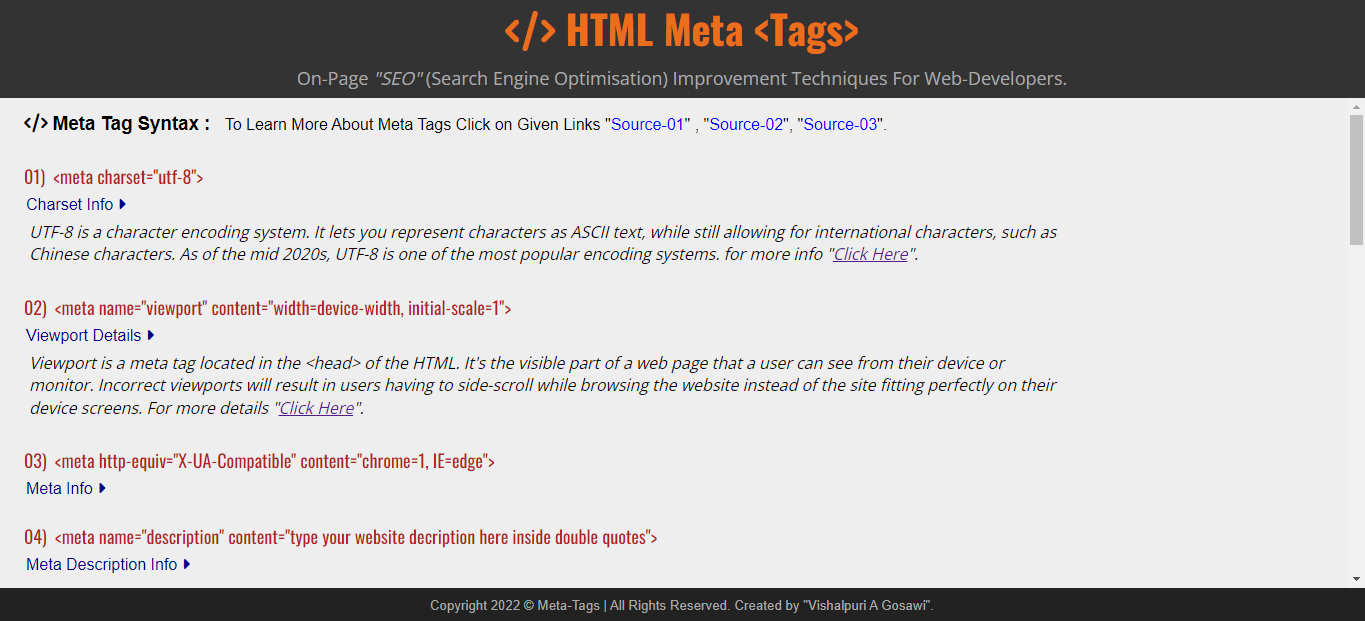 </> HTML Meta <Tags>
On-Page "SEO" (Search Engine Optimisation) Improvement Techniques For Web-Developers.
</> Meta Tag Syntax : To Learn More About Meta Tags Click on Given Links "Source-01" , "Source-02", "Source-03".
01) <meta charset="utf-8">
Charset Info
UTF-8 is a character encoding system. It lets you represent characters as ASCII text, while still allowing for international characters, such as
Chinese characters. As of the mid 2020s, UTF-8 is one of the most popular encoding systems. for more info "Click Here".
02) <meta name="viewport" content="width=device-width, initial-scale=1">
Viewport Details
Viewport is a meta tag located in the <head> of the HTML. It's the visible part of a web page that a user can see from their device or
monitor. Incorrect viewports will result in users having to side-scroll while browsing the website instead of the site fitting perfectly on their
device screens. For more details "Click Here".
03) <meta http-equiv="X-UA-Compatible" content="chrome=1, IE=edge">
Meta Info
04) <meta name="description" content="type your website decription here inside double quotes">
Meta Description Info
Copyright 2022 © Meta-Tags | All Rights Reserved. Created by "Vishalpuri A Gosawi".